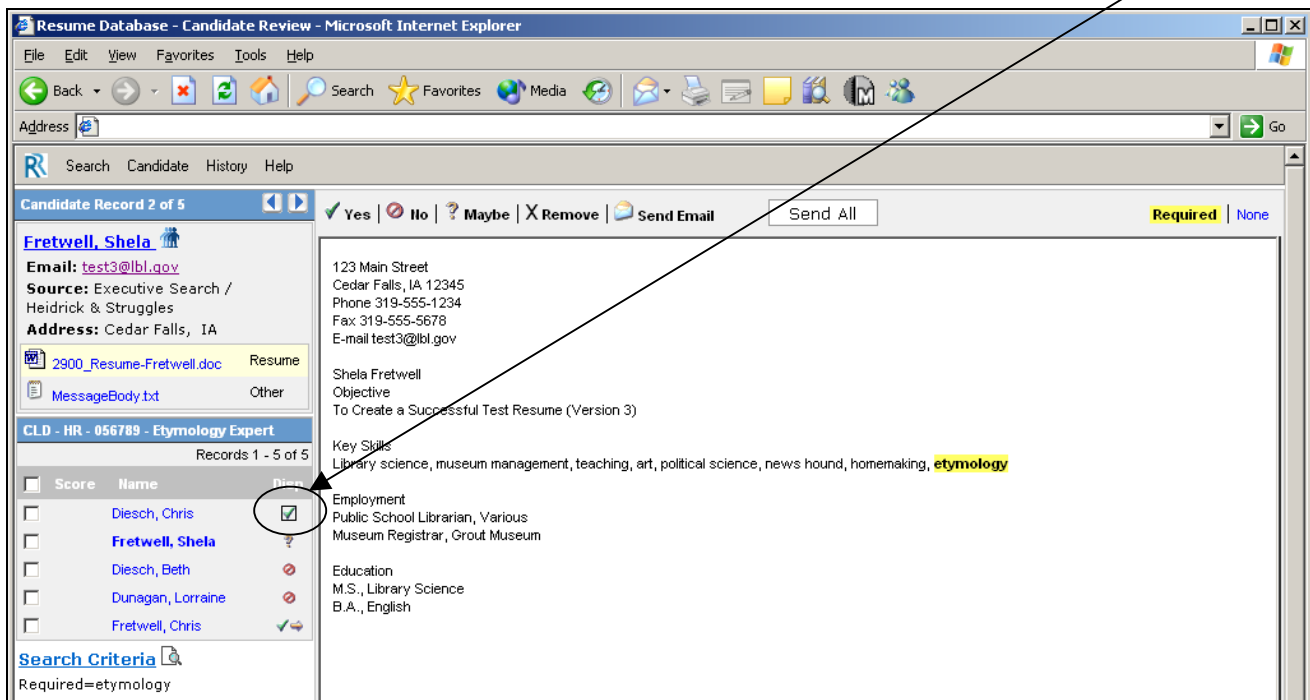 Resume Database - Candidate Review - Microsoft Internet Explorer
File Edit View Favorites Tools Help
Back Search Favorites Media
Address Go
Search Candidate History Help
Candidate Record 2 of 5
Yes | No | ? Maybe | X Remove | Send Email Send All Required | None
Fretwell, Shela
Email: test3@lbl.gov
Source: Executive Search /
Heidrick & Struggles
Address: Cedar Falls, IA
2900_Resume-Fretwell.doc Resume
MessageBody.txt Other
CLD - HR - 056789 - Etymology Expert
Records 1 - 5 of 5
Score Name Disp
Diesch, Chris
Fretwell, Shela ?
Diesch, Beth
Dunagan, Lorraine
Fretwell, Chris
Search Criteria
Required=etymology
123 Main Street
Cedar Falls, IA 12345
Phone 319-555-1234
Fax 319-555-5678
E-mail test3@lbl.gov
Shela Fretwell
Objective
To Create a Successful Test Resume (Version 3)
Key Skills
Library science, museum management, teaching, art, political science, news hound, homemaking, etymology
Employment
Public School Librarian, Various
Museum Registrar, Grout Museum
Education
M.S., Library Science
B.A., English